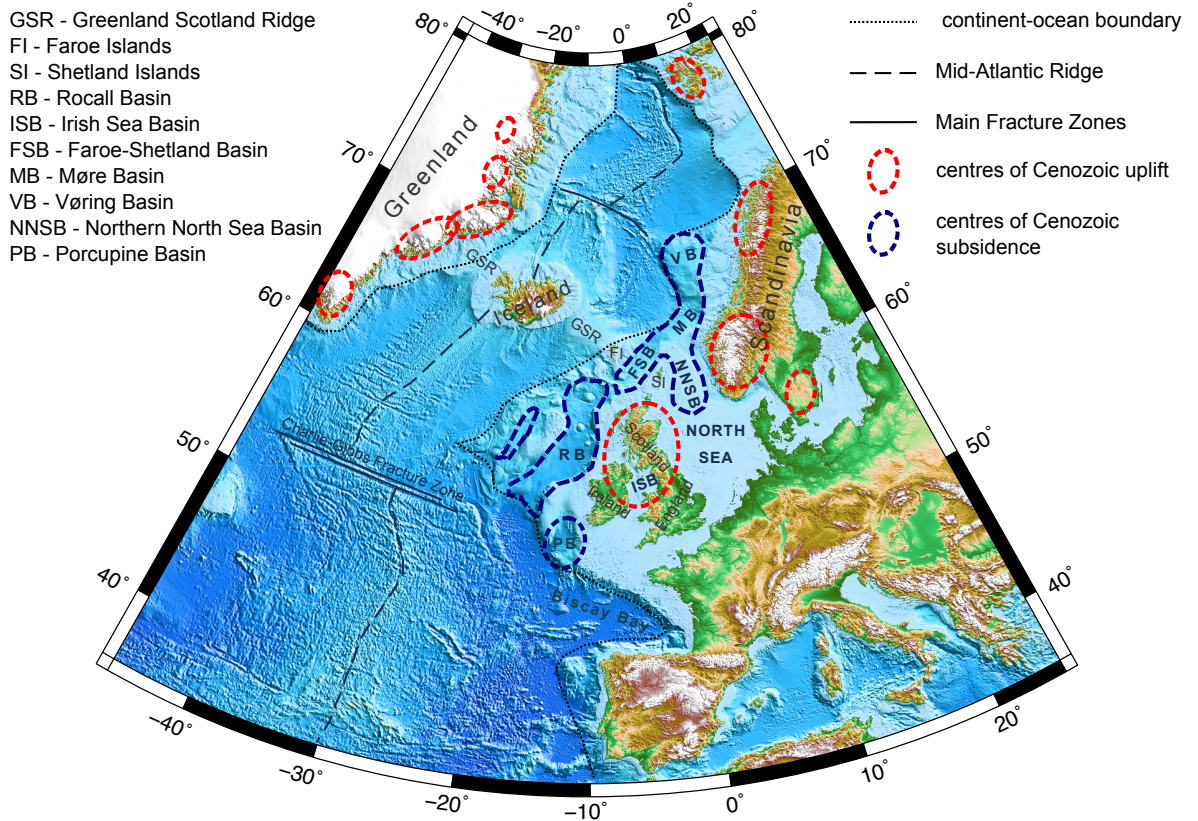 GSR - Greenland Scotland Ridge
FI - Faroe Islands
SI - Shetland Islands
RB - Rocall Basin
ISB - Irish Sea Basin
FSB - Faroe-Shetland Basin
MB - Møre Basin
VB - Vøring Basin
NNSB - Northern North Sea Basin
PB - Porcupine Basin
continent-ocean boundary
Mid-Atlantic Ridge
Main Fracture Zones
centres of Cenozoic uplift
centres of Cenozoic
subsidence
−40˚
−20˚
0˚
20˚
80˚
80˚
70˚
70˚
60˚
60˚
50˚
50˚
40˚
40˚
−40˚
−30˚
−20˚
−10˚
0˚
10˚
20˚
Greenland
GSR
Iceland
GSR
FI
SI
VB
MB
FSB
NNSB
Scandinavia
NORTH
SEA
RB
Scotland
ISB
Ireland
England
PB
Charlie-Gibbs Fracture Zone
Biscay Bay